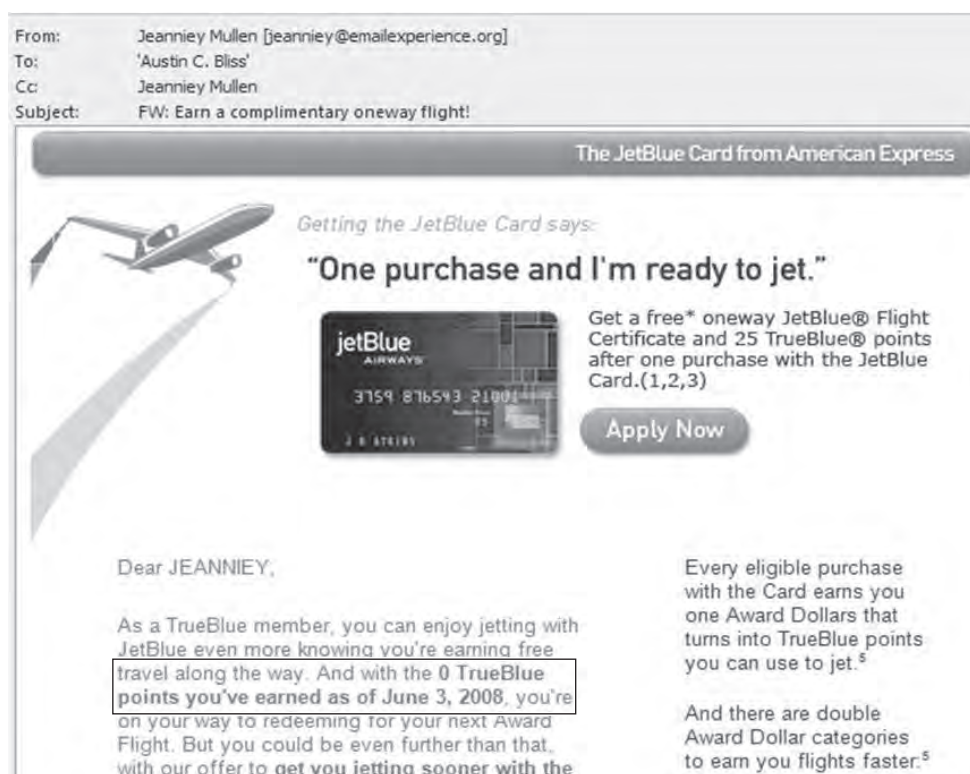 From: Jeanniey Mullen [jeanniey@emailexperience.org]
To: 'Austin C. Bliss'
Cc: Jeanniey Mullen
Subject: FW: Earn a complimentary oneway flight!
The JetBlue Card from American Express
Getting the JetBlue Card says:
"One purchase and I'm ready to jet."
jetBlue
AIRWAYS
3759 876543 21001
Get a free* oneway JetBlue® Flight
Certificate and 25 TrueBlue® points
after one purchase with the JetBlue
Card.(1,2,3)
Apply Now
Dear JEANNIEY,
As a TrueBlue member, you can enjoy jetting with
JetBlue even more knowing you're earning free
travel along the way. And with the 0 TrueBlue
points you've earned as of June 3, 2008, you're
on your way to redeeming for your next Award
Flight. But you could be even further than that,
with our offer to get you jetting sooner with the
Every eligible purchase
with the Card earns you
one Award Dollars that
turns into TrueBlue points
you can use to jet.5
And there are double
Award Dollar categories
to earn you flights faster.5